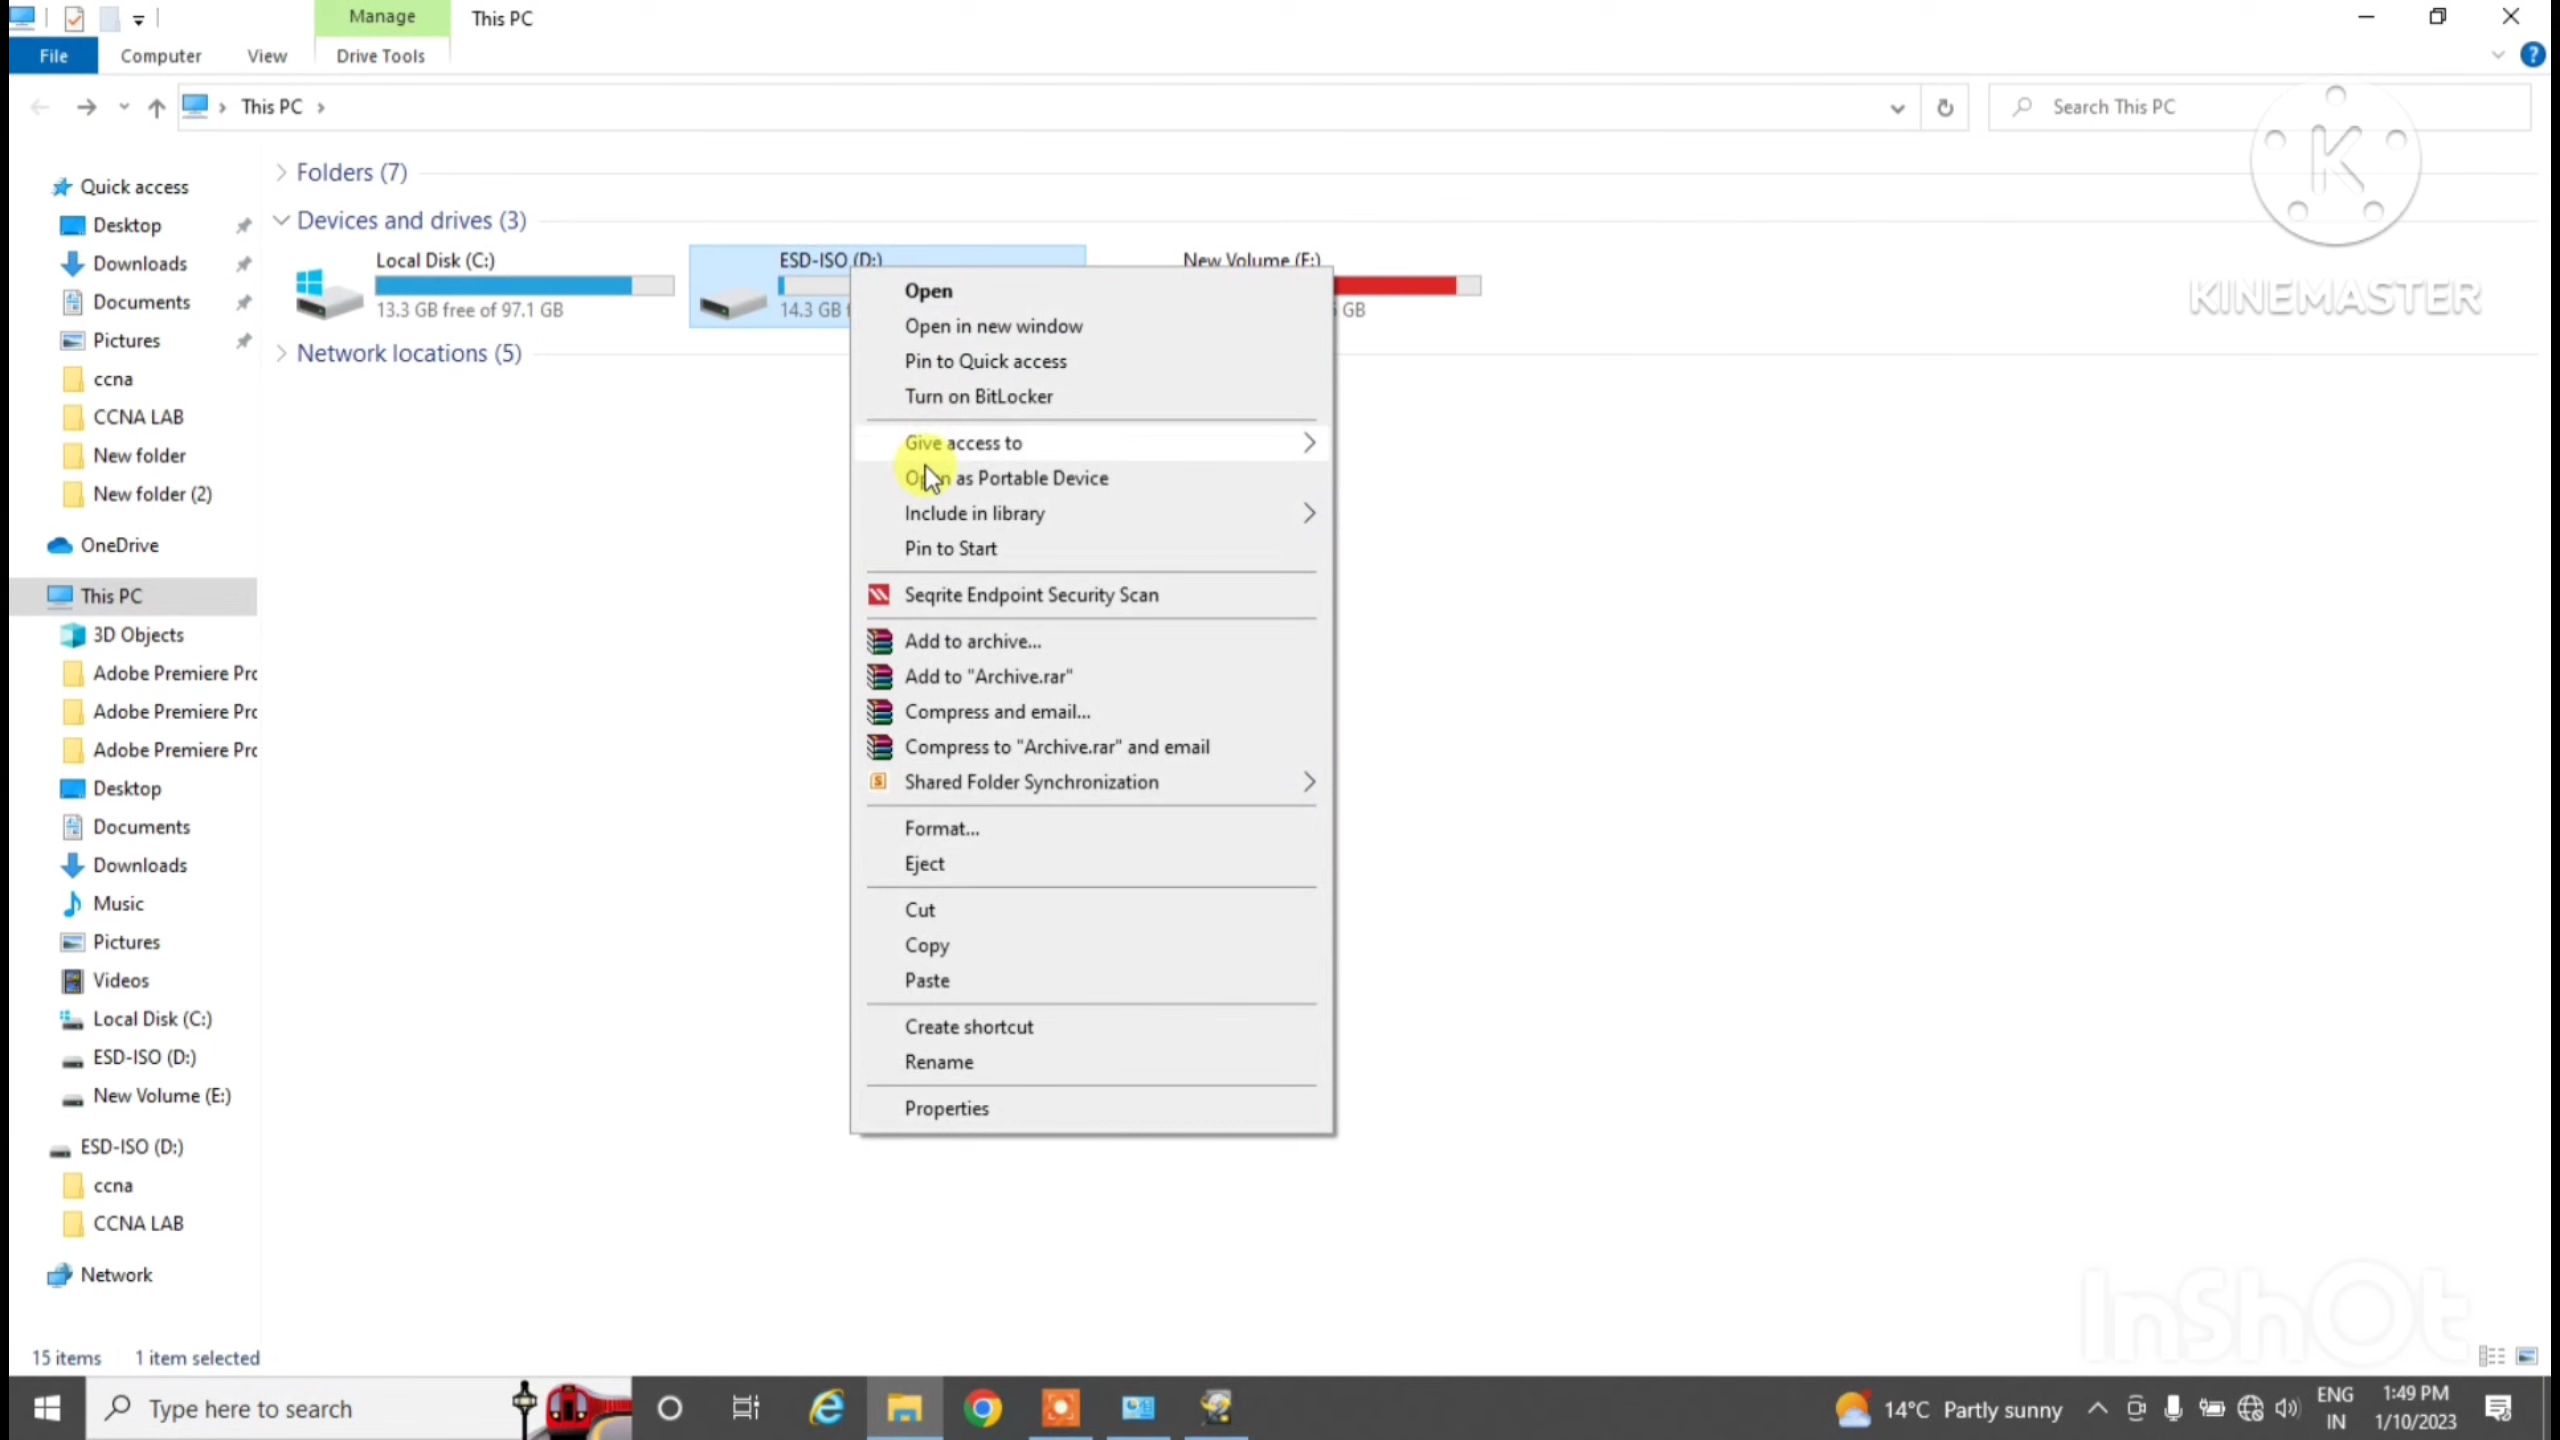 Manage
This PC
File
Computer
View
Drive Tools
This PC
Search This PC
Quick access
Desktop
Downloads
Documents
Pictures
ccna
CCNA LAB
New folder
New folder (2)
OneDrive
This PC
3D Objects
Adobe Premiere Pro
Adobe Premiere Pro
Adobe Premiere Pro
Desktop
Documents
Downloads
Music
Pictures
Videos
Local Disk (C:)
ESD-ISO (D:)
New Volume (E:)
ESD-ISO (D:)
ccna
CCNA LAB
Network
Folders (7)
Devices and drives (3)
Local Disk (C:)
13.3 GB free of 97.1 GB
ESD-ISO (D:)
14.3 GB
New Volume (E:)
GB
Network locations (5)
Open
Open in new window
Pin to Quick access
Turn on BitLocker
Give access to
Open as Portable Device
Include in library
Pin to Start
Seqrite Endpoint Security Scan
Add to archive...
Add to "Archive.rar"
Compress and email...
Compress to "Archive.rar" and email
Shared Folder Synchronization
Format...
Eject
Cut
Copy
Paste
Create shortcut
Rename
Properties
K
KINEMASTER
InShOt
15 items
1 item selected
Type here to search
14°C Partly sunny
ENG
IN
1:49 PM
1/10/2023